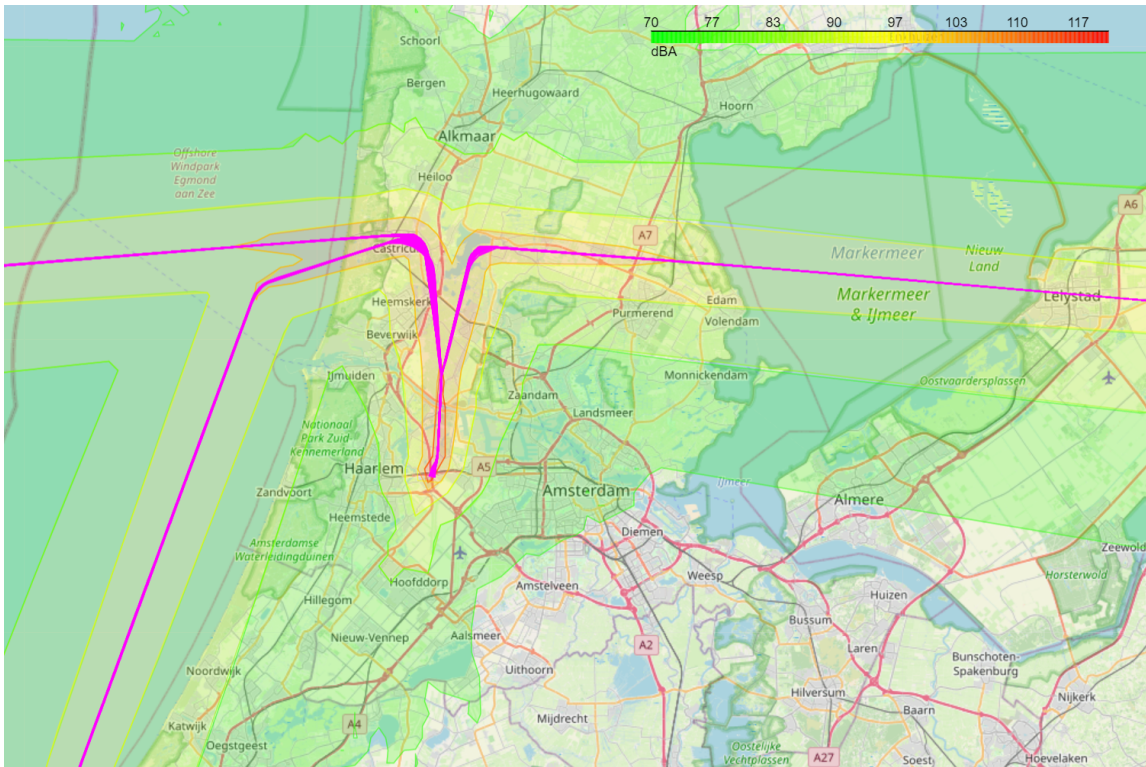 70 77 83 90 97 103 110 117
dBA
Enkhuizen
Schoorl
Bergen
Heerhugowaard
Hoorn
Alkmaar
Offshore
Windpark
Egmond
aan Zee
Heiloo
A6
A7
Castricum
Markermeer
Nieuw
Land
Markermeer
& IJmeer
Lelystad
Heemskerk
Edam
Purmerend
Volendam
Beverwijk
IJmuiden
Monnickendam
Oostvaardersplassen
Zaandam
Landsmeer
Nationaal
Park Zuid
Kennemerland
Haarlem
A5
Zandvoort
Amsterdam
IJmeer
Almere
Heemstede
Diemen
Amsterdamse
Waterleidingduinen
Zeewold
Hoofddorp
Amstelveen
Weesp
Horsterwold
Hillegom
Huizen
Bussum
Nieuw-Vennep
Aalsmeer
A2
Laren
Bunschoten-
Spakenburg
Noordwijk
Uithoorn
Hilversum
Nijkerk
Baarn
Katwijk
A4
Mijdrecht
Oegstgeest
Oostelijke
Vechtplassen
A27
Soest
Hoevelaken